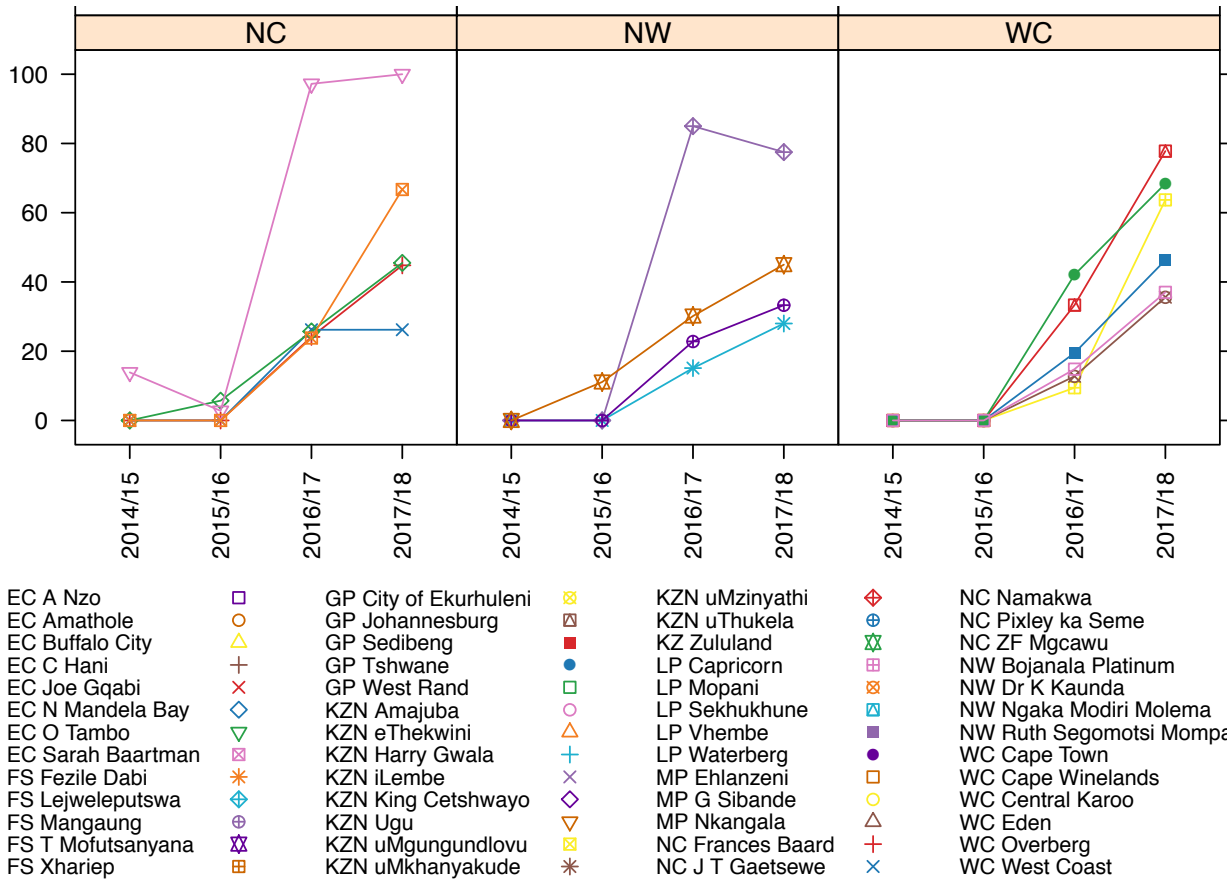 NC NW WC
100
80
60
40
20
0
2014/15 2015/16 2016/17 2017/18 2014/15 2015/16 2016/17 2017/18 2014/15 2015/16 2016/17 2017/18
EC A Nzo GP City of Ekurhuleni KZN uMzinyathi NC Namakwa
EC Amathole GP Johannesburg KZN uThukela NC Pixley ka Seme
EC Buffalo City GP Sedibeng KZ Zululand NC ZF Mgcawu
EC C Hani GP Tshwane LP Capricorn NW Bojanala Platinum
EC Joe Gqabi GP West Rand LP Mopani NW Dr K Kaunda
EC N Mandela Bay KZN Amajuba LP Sekhukhune NW Ngaka Modiri Molema
EC O Tambo KZN eThekwini LP Vhembe NW Ruth Segomotsi Mompa
EC Sarah Baartman KZN Harry Gwala LP Waterberg WC Cape Town
FS Fezile Dabi KZN iLembe MP Ehlanzeni WC Cape Winelands
FS Lejweleputswa KZN King Cetshwayo MP G Sibande WC Central Karoo
FS Mangaung KZN Ugu MP Nkangala WC Eden
FS T Mofutsanyana KZN uMgungundlovu NC Frances Baard WC Overberg
FS Xhariep KZN uMkhanyakude NC J T Gaetsewe WC West Coast